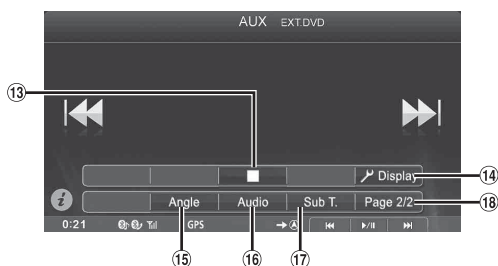 AUX EXT.DVD
⑬
Display ⑭
Angle Audio Sub T. Page 2/2 ⑱
0:21 GPS
⑮ ⑯ ⑰